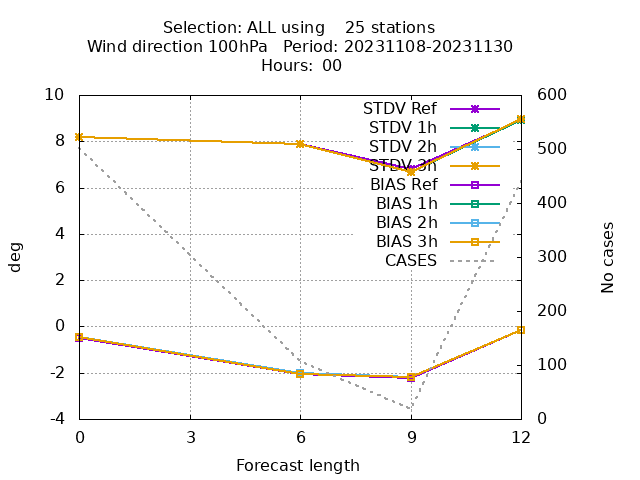 Selection: ALL using    25 stations
Wind direction 100hPa   Period: 20231108-20231130
Hours: 00
10
8
6
4
2
0
-2
-4
deg
STDV Ref
STDV 1h
STDV 2h
STDV 3h
BIAS Ref
BIAS 1h
BIAS 2h
BIAS 3h
CASES
600
500
400
300
200
100
0
No cases
0 3 6 9 12
Forecast length